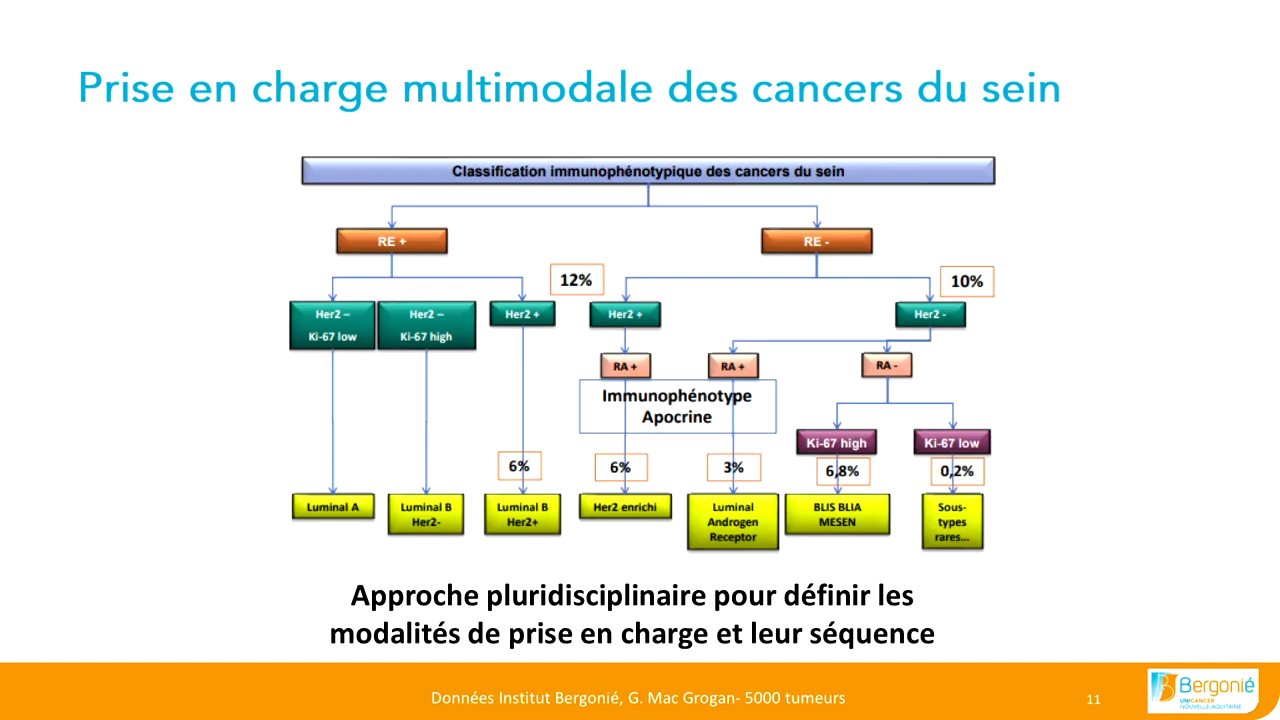 Prise en charge multimodale des cancers du sein
Classification immunophénotypique des cancers du sein
RE +
RE -
12%
10%
Her2 –
Ki-67 low
Her2 –
Ki-67 high
Her2 +
Her2 +
Her2 -
RA +
RA +
RA -
Immunophénotype
Apocrine
Ki-67 high
Ki-67 low
6%
6%
3%
6,8%
0,2%
Luminal A
Luminal B
Her2-
Luminal B
Her2+
Her2 enrichi
Luminal
Androgen
Receptor
BLIS BLIA
MESEN
Sous-
types
rares...
Approche pluridisciplinaire pour définir les
modalités de prise en charge et leur séquence
Données Institut Bergonié, G. Mac Grogan- 5000 tumeurs
11
Bergonié
UNICANCER
NOUVELLE-AQUITAINE